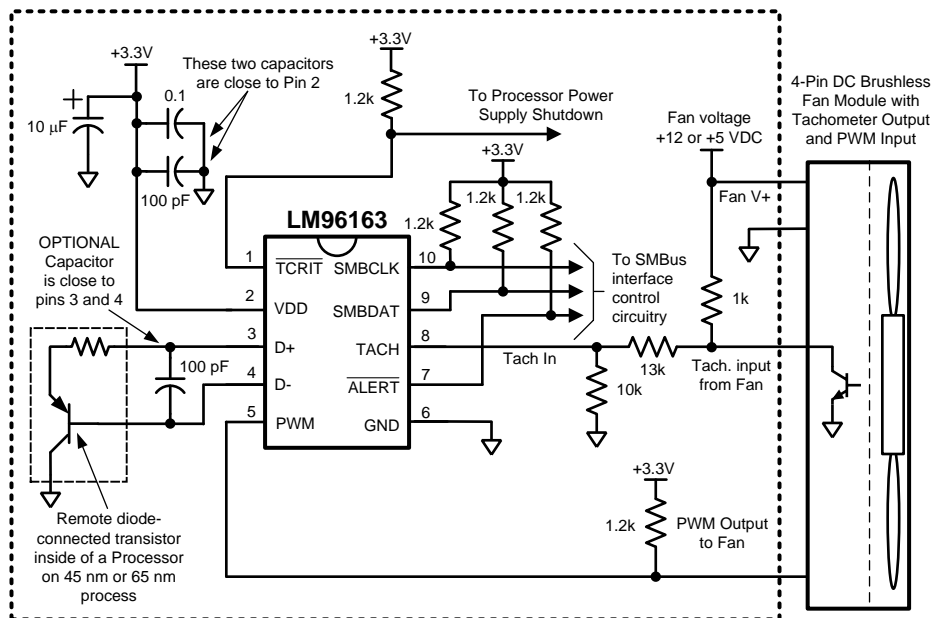 +3.3V
These two capacitors
are close to Pin 2
0.1
10 μF
100 pF
+3.3V
1.2k
To Processor Power
Supply Shutdown
+3.3V
1.2k
1.2k
1.2k
Fan voltage
+12 or +5 VDC
Fan V+
4-Pin DC Brushless
Fan Module with
Tachometer Output
and PWM Input
OPTIONAL
Capacitor
is close to
pins 3 and 4
100 pF
LM96163
1
TCRIT
2
VDD
3
D+
4
D-
5
PWM
SMBCLK
10
SMBDAT
9
TACH
8
ALERT
7
GND
6
To SMBus
interface
control
circuitry
Tach In
1k
13k
10k
Tach. input
from Fan
+3.3V
1.2k
PWM Output
to Fan
Remote diode-
connected transistor
inside of a Processor
on 45 nm or 65 nm
process